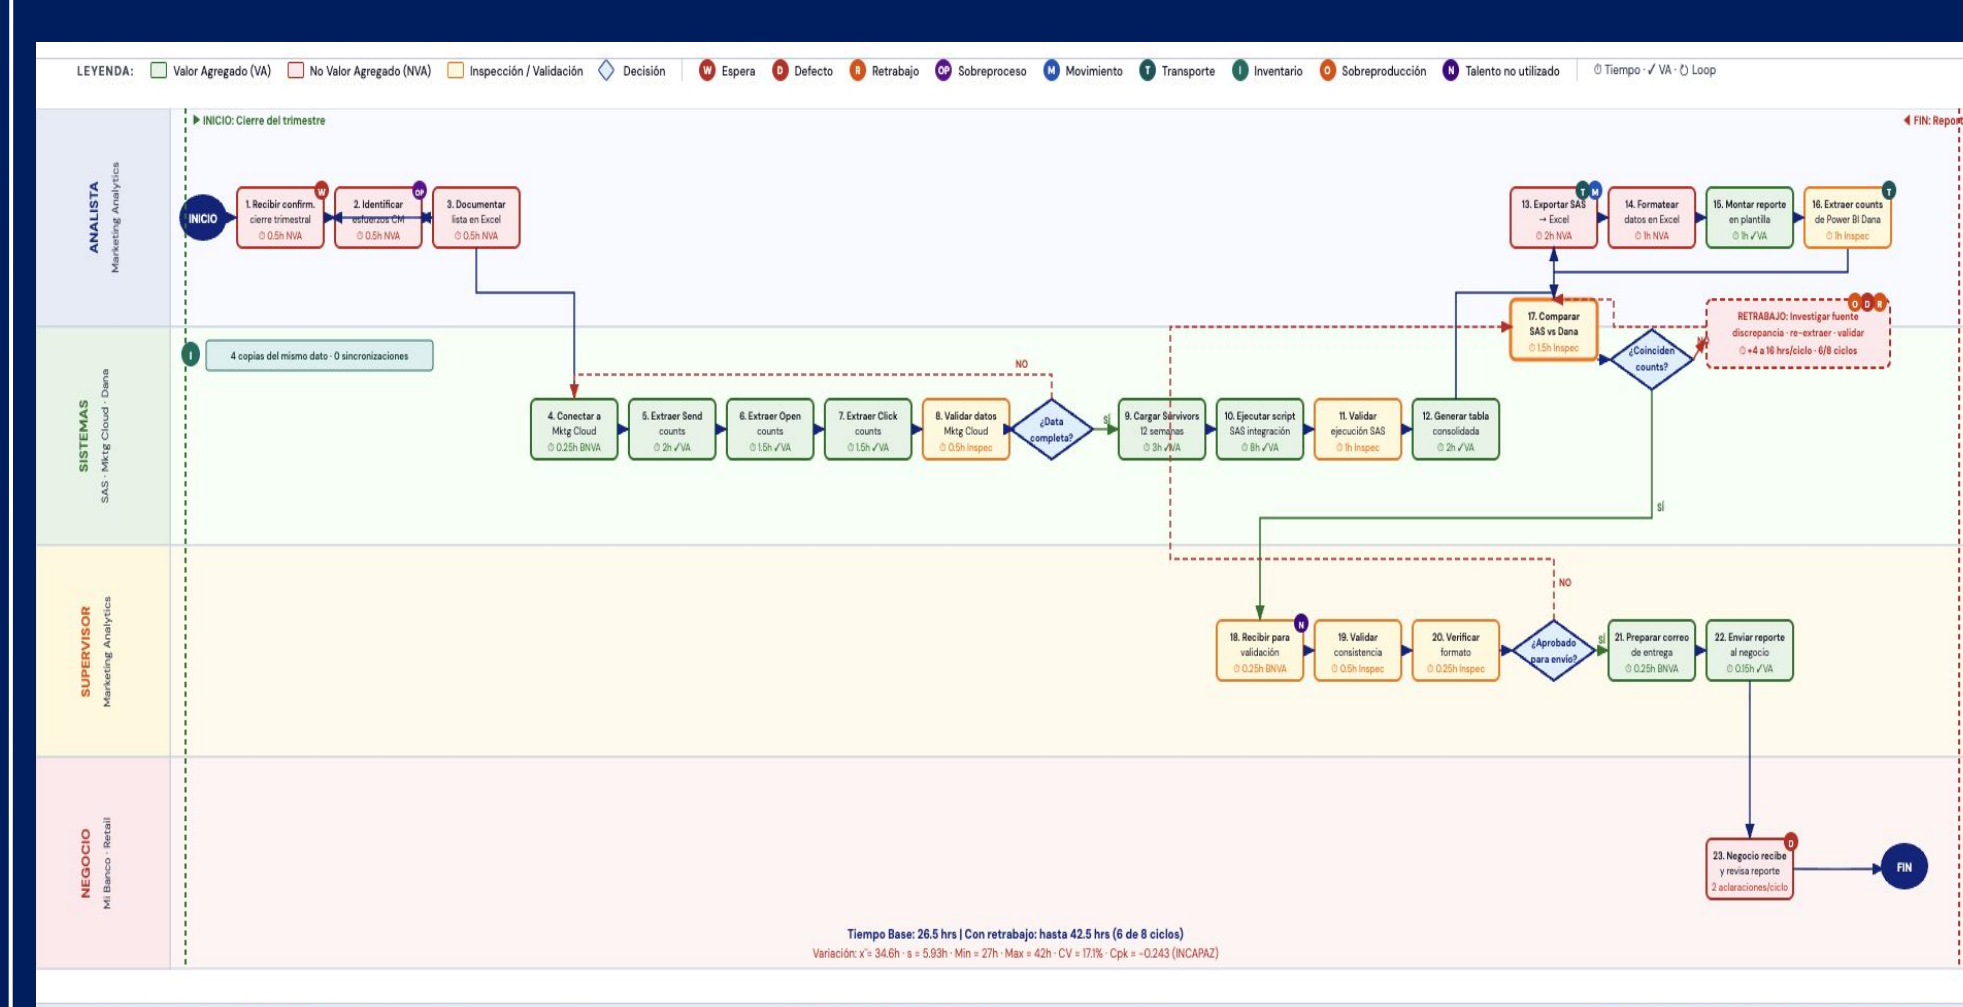 LEYENDA: Valor Agregado (VA) No Valor Agregado (NVA) Inspección / Validación Decisión W Espera D Defecto R Retrabajo OP Sobreproceso M Movimiento T Transporte I Inventario O Sobreproducción N Talento no utilizado ⏱ Tiempo · ✓ VA · ↻ Loop
INICIO: Cierre del trimestre
FIN: Report
ANALISTA
Marketing Analytics
INICIO
W
1. Recibir confirm.
cierre trimestral
⏱ 0.5h NVA
OP
2. Identificar
esfuerzos CM
⏱ 0.5h NVA
3. Documentar
lista en Excel
⏱ 0.5h NVA
T M
13. Exportar SAS
→ Excel
⏱ 2h NVA
14. Formatear
datos en Excel
⏱ 1h NVA
15. Montar reporte
en plantilla
⏱ 1h ✓VA
T
16. Extraer counts
de Power BI Dana
⏱ 1h Inspec
17. Comparar
SAS vs Dana
⏱ 1.5h Inspec
¿Coinciden
counts?
NO
O D R
RETRABAJO: Investigar fuente
discrepancia · re-extraer · validar
⏱ +4 a 16 hrs/ciclo · 6/8 ciclos
SISTEMAS
SAS · Mktg Cloud · Dana
I
4 copias del mismo dato · 0 sincronizaciones
NO
4. Conectar a
Mktg Cloud
⏱ 0.25h BNVA
5. Extraer Send
counts
⏱ 2h ✓VA
6. Extraer Open
counts
⏱ 1.5h ✓VA
7. Extraer Click
counts
⏱ 1.5h ✓VA
8. Validar datos
Mktg Cloud
⏱ 0.5h Inspec
¿Data
completa?
SÍ
9. Cargar Survivors
12 semanas
⏱ 3h ✓VA
10. Ejecutar script
SAS integración
⏱ 8h ✓VA
11. Validar
ejecución SAS
⏱ 1h Inspec
12. Generar tabla
consolidada
⏱ 2h ✓VA
SÍ
SUPERVISOR
Marketing Analytics
NO
N
18. Recibir para
validación
⏱ 0.25h BNVA
19. Validar
consistencia
⏱ 0.5h Inspec
20. Verificar
formato
⏱ 0.25h Inspec
¿Aprobado
para envío?
SÍ
21. Preparar correo
de entrega
⏱ 0.25h BNVA
22. Enviar reporte
al negocio
⏱ 0.15h ✓VA
NEGOCIO
Mi Banco · Retail
D
23. Negocio recibe
y revisa reporte
2 aclaraciones/ciclo
FIN
Tiempo Base: 26.5 hrs | Con retrabajo: hasta 42.5 hrs (6 de 8 ciclos)
Variación: x̄ = 34.6h · s = 5.93h · Min = 27h · Max = 42h · CV = 17.1% · Cpk = -0.243 (INCAPAZ)